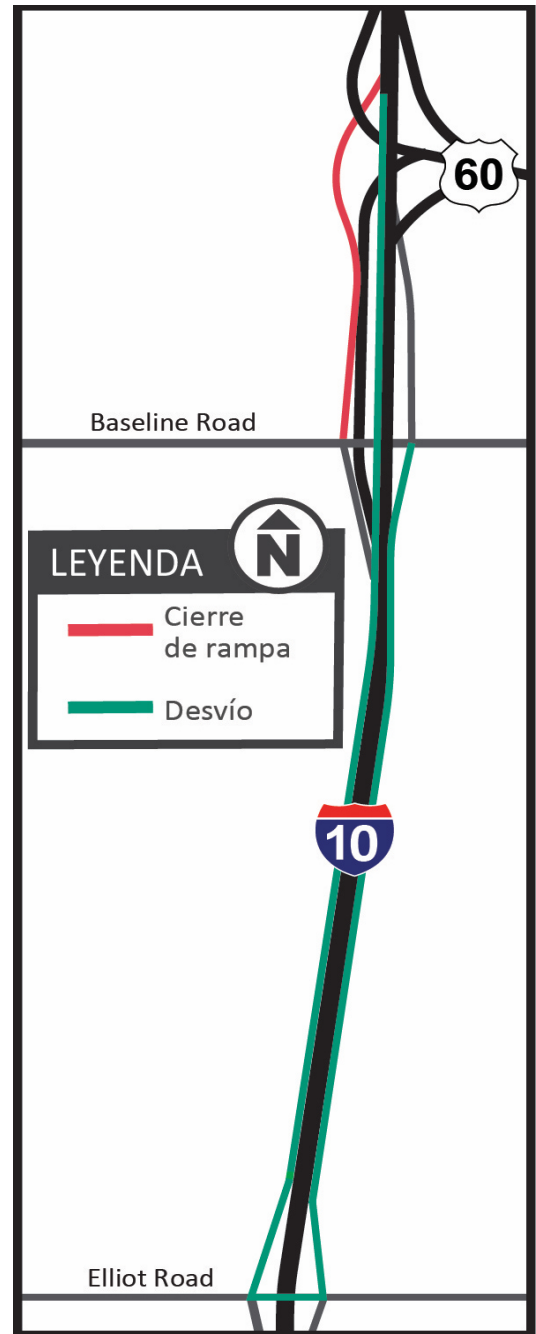 60
Baseline Road
LEYENDA
N
Cierre
de rampa
Desvío
10
Elliot Road